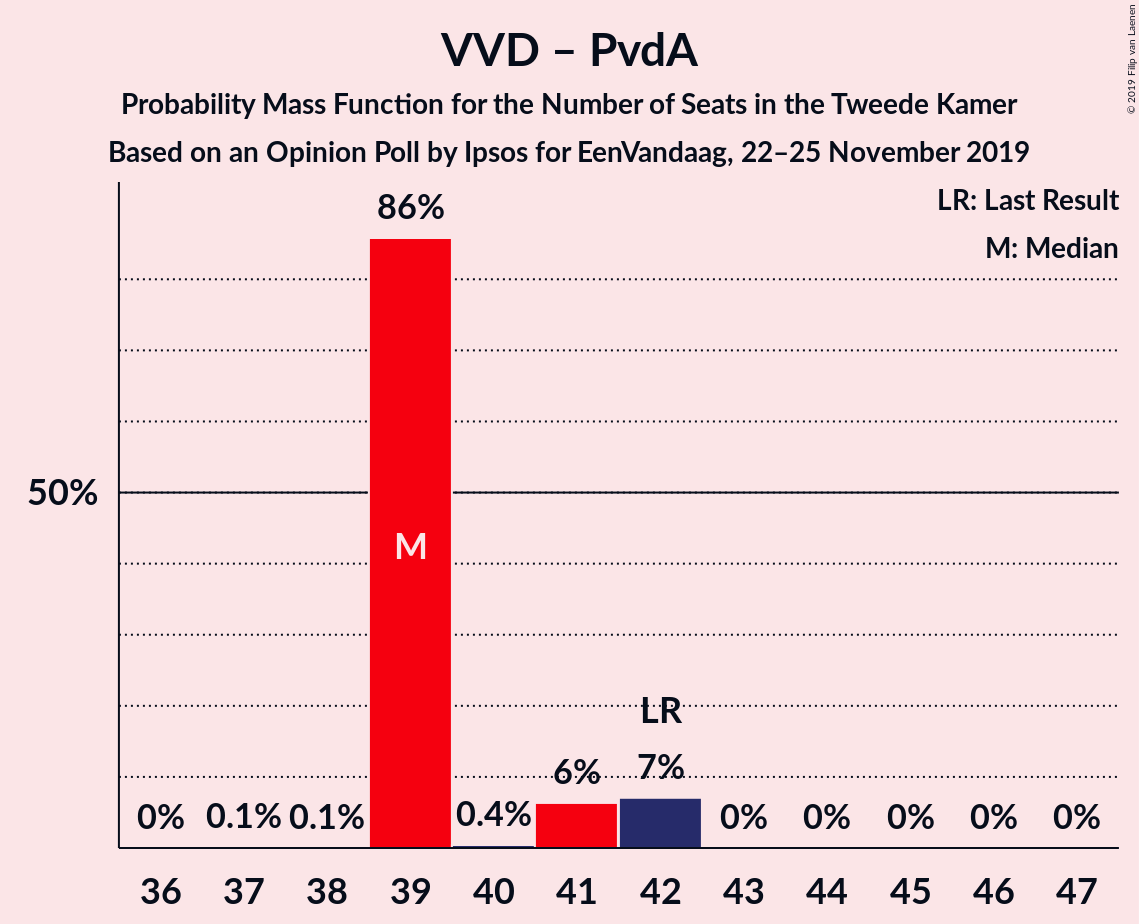 VVD – PvdA
Probability Mass Function for the Number of Seats in the Tweede Kamer
Based on an Opinion Poll by Ipsos for EenVandaag, 22–25 November 2019
© 2019 Filip van Laenen
LR: Last Result
M: Median
86%
50%
M
LR
0% 0.1% 0.1% 0.4% 6% 7% 0% 0% 0% 0% 0%
36 37 38 39 40 41 42 43 44 45 46 47